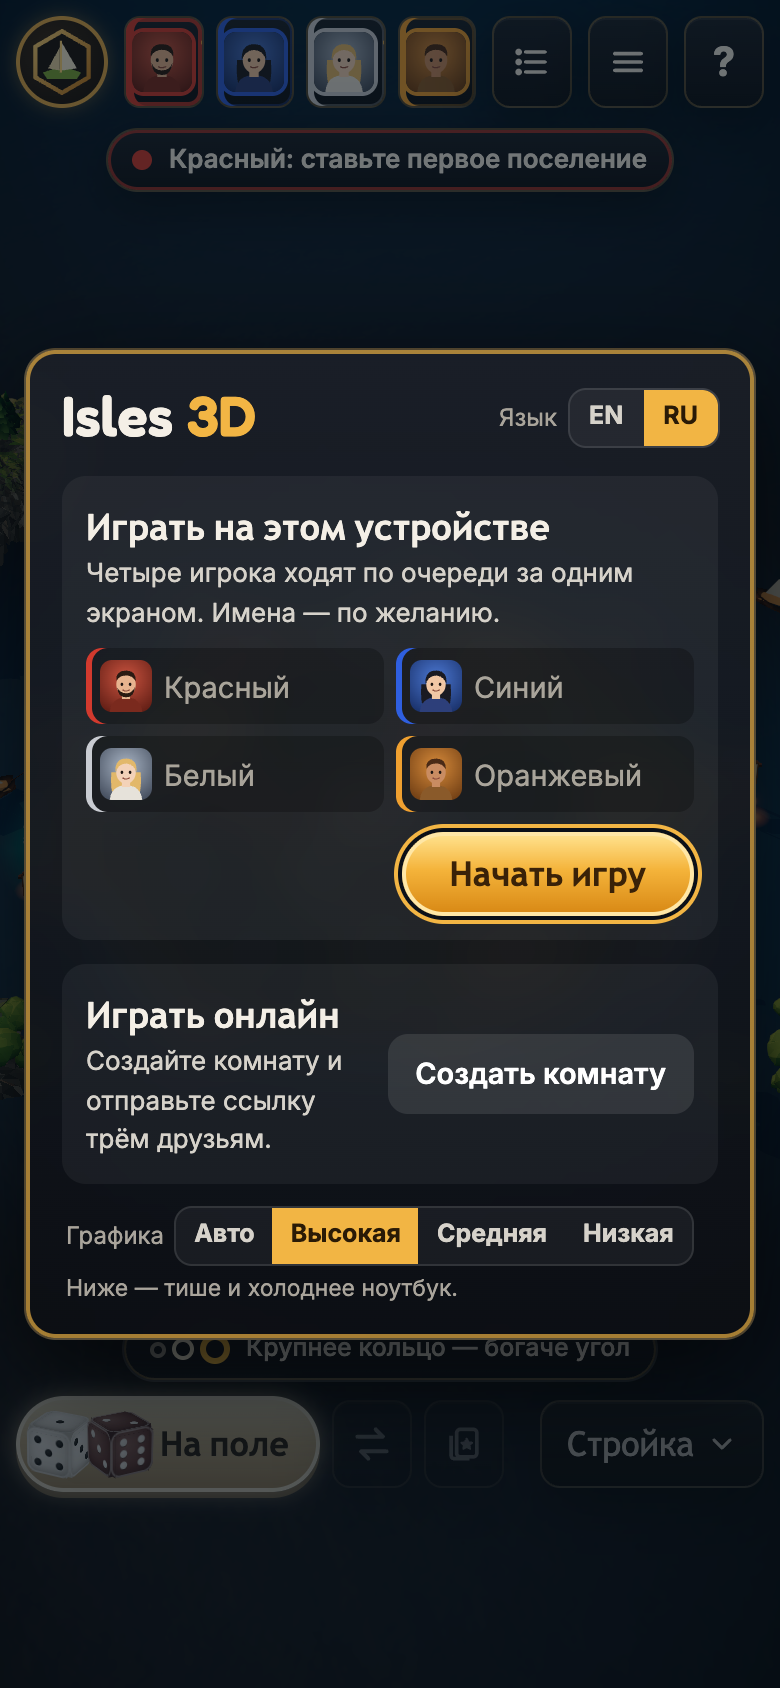 ?
Красный: ставьте первое поселение
Isles 3D
Язык EN RU
Играть на этом устройстве
Четыре игрока ходят по очереди за одним
экраном. Имена — по желанию.
Красный
Синий
Белый
Оранжевый
Начать игру
Играть онлайн
Создайте комнату и
отправьте ссылку
трём друзьям.
Создать комнату
Графика Авто Высокая Средняя Низкая
Ниже — тише и холоднее ноутбук.
Крупнее кольцо — богаче угол
На поле
Стройка